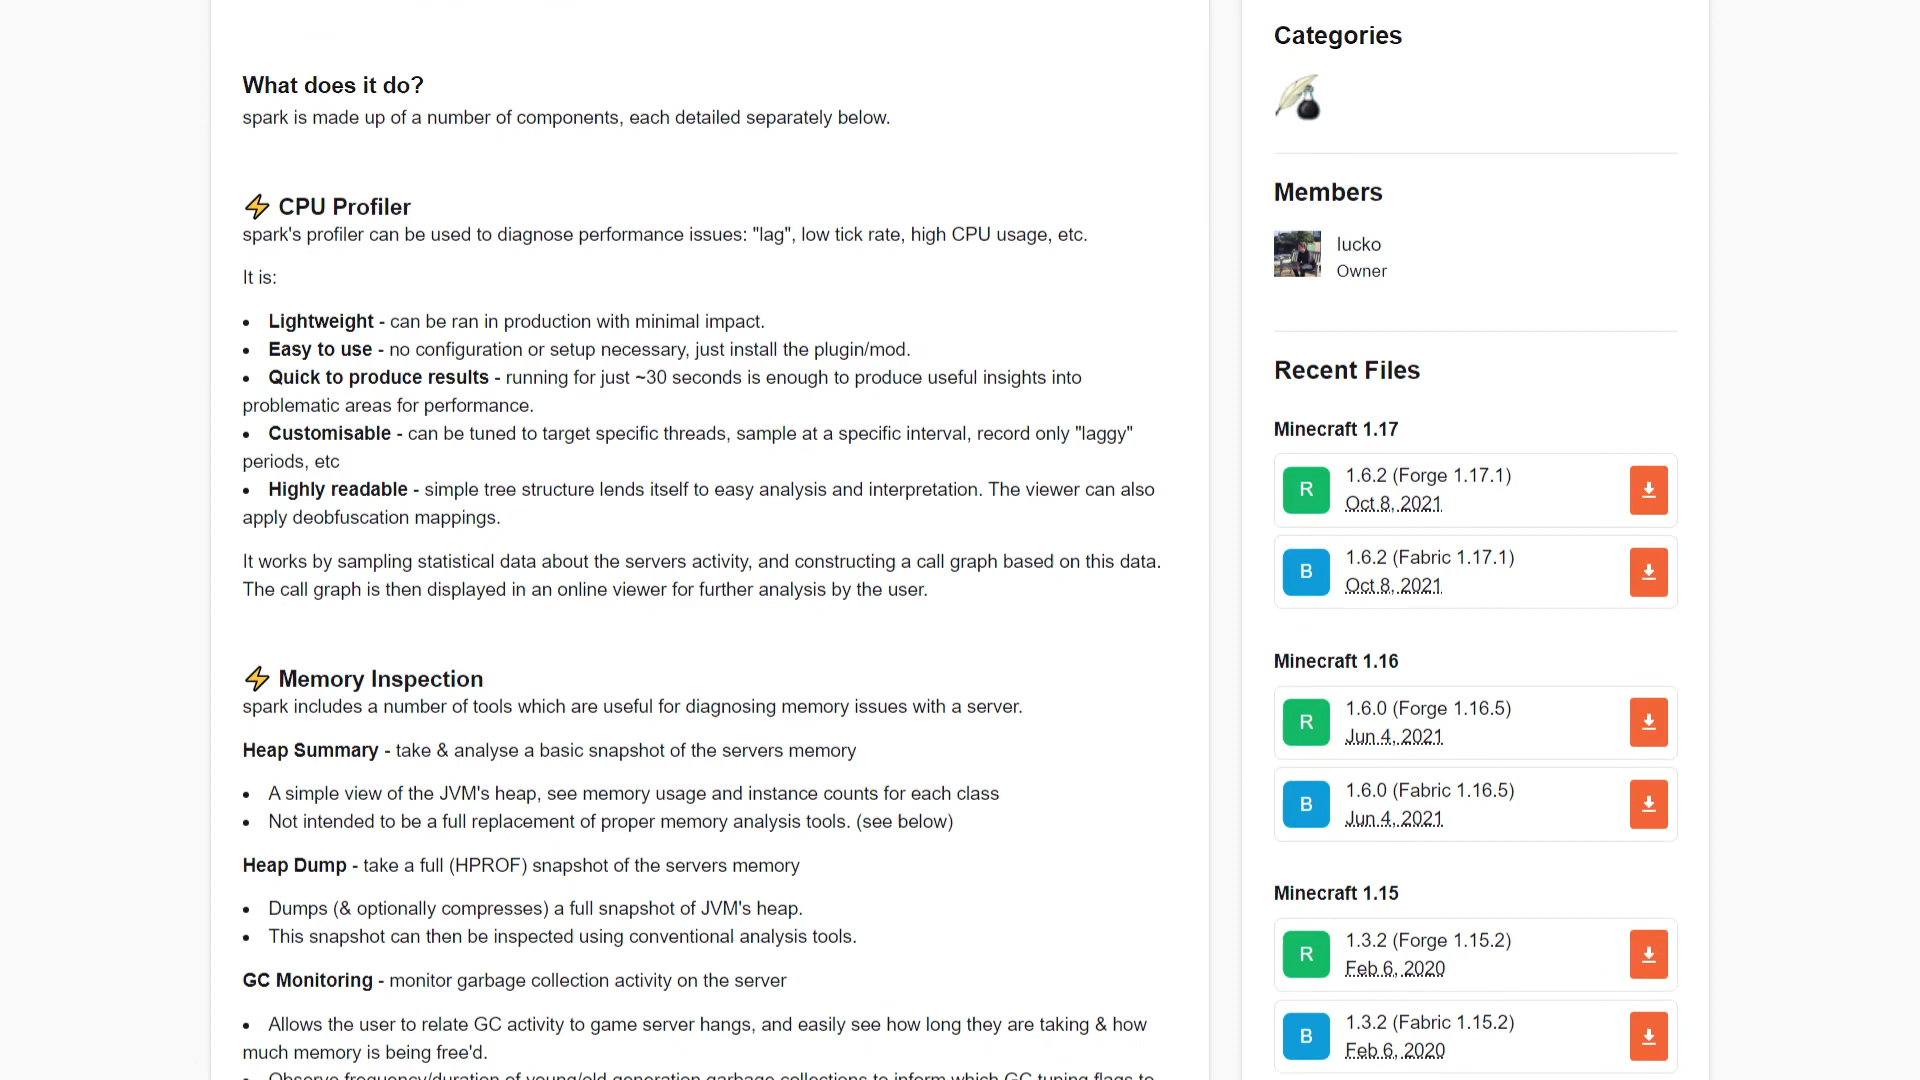 What does it do?
spark is made up of a number of components, each detailed separately below.
⚡ CPU Profiler
spark's profiler can be used to diagnose performance issues: "lag", low tick rate, high CPU usage, etc.
It is:
• Lightweight - can be ran in production with minimal impact.
• Easy to use - no configuration or setup necessary, just install the plugin/mod.
• Quick to produce results - running for just ~30 seconds is enough to produce useful insights into
problematic areas for performance.
• Customisable - can be tuned to target specific threads, sample at a specific interval, record only "laggy"
periods, etc
• Highly readable - simple tree structure lends itself to easy analysis and interpretation. The viewer can also
apply deobfuscation mappings.
It works by sampling statistical data about the servers activity, and constructing a call graph based on this data.
The call graph is then displayed in an online viewer for further analysis by the user.
⚡ Memory Inspection
spark includes a number of tools which are useful for diagnosing memory issues with a server.
Heap Summary - take & analyse a basic snapshot of the servers memory
• A simple view of the JVM's heap, see memory usage and instance counts for each class
• Not intended to be a full replacement of proper memory analysis tools. (see below)
Heap Dump - take a full (HPROF) snapshot of the servers memory
• Dumps (& optionally compresses) a full snapshot of JVM's heap.
• This snapshot can then be inspected using conventional analysis tools.
GC Monitoring - monitor garbage collection activity on the server
• Allows the user to relate GC activity to game server hangs, and easily see how long they are taking & how
much memory is being free'd.
• Observe frequency/duration of young/old generation garbage collections to inform which GC tuning flags to
Categories
Members
lucko
Owner
Recent Files
Minecraft 1.17
R
1.6.2 (Forge 1.17.1)
Oct 8, 2021
B
1.6.2 (Fabric 1.17.1)
Oct 8, 2021
Minecraft 1.16
R
1.6.0 (Forge 1.16.5)
Jun 4, 2021
B
1.6.0 (Fabric 1.16.5)
Jun 4, 2021
Minecraft 1.15
R
1.3.2 (Forge 1.15.2)
Feb 6, 2020
B
1.3.2 (Fabric 1.15.2)
Feb 6, 2020